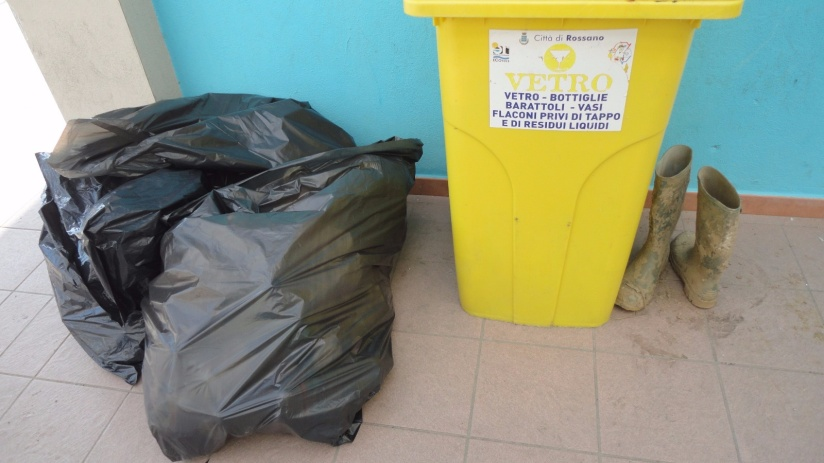 Città di Rossano
VETRO
VETRO - BOTTIGLIE
BARATTOLI - VASI
FLACONI PRIVI DI TAPPO
E DI RESIDUI LIQUIDI